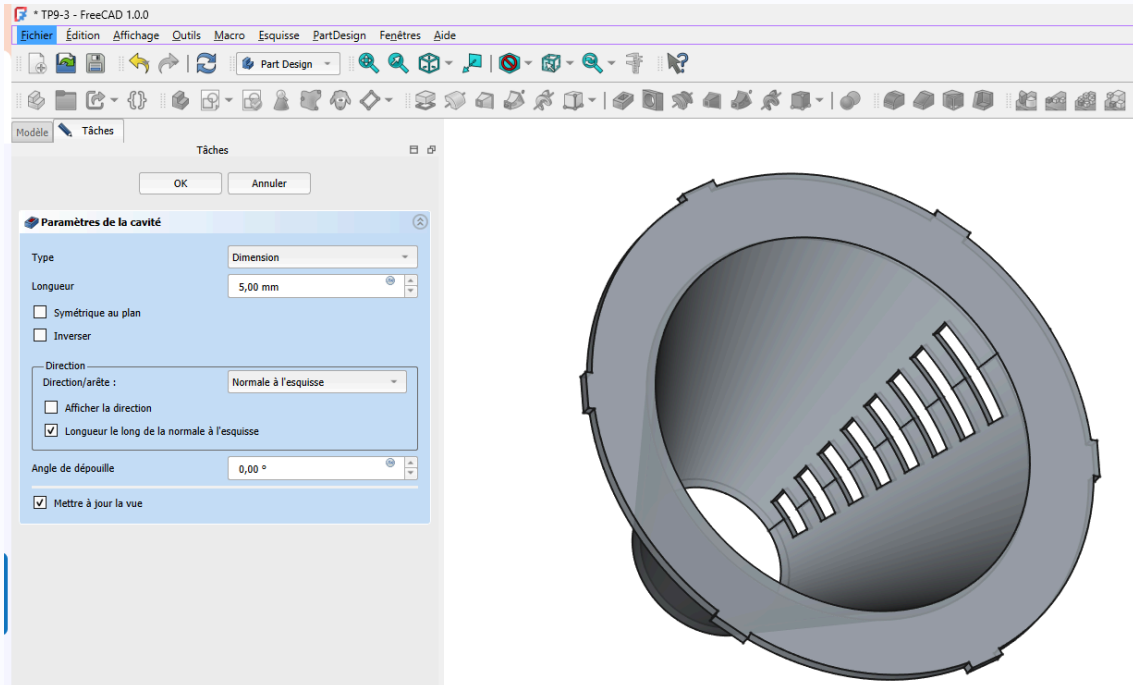 * TP9-3 - FreeCAD 1.0.0
Fichier Édition Affichage Outils Macro Esquisse PartDesign Fenêtres Aide
Part Design
Modèle Tâches
Tâches
OK Annuler
Paramètres de la cavité
Type Dimension
Longueur 5,00 mm
Symétrique au plan
Inverser
Direction
Direction/arête : Normale à l'esquisse
Afficher la direction
Longueur le long de la normale à l'esquisse
Angle de dépouille 0,00 °
Mettre à jour la vue